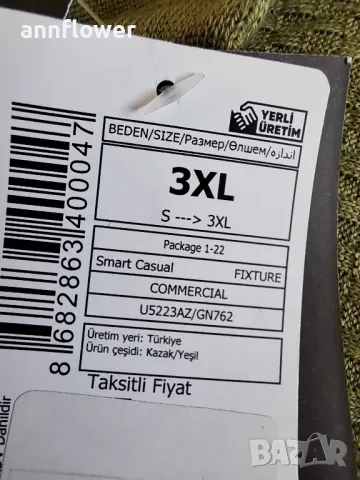 annflower
YERLİ
ÜRETİM
BEDEN/SIZE/Размер/Өлшем/اندازه
3XL
S ---> 3XL
Package 1-22
Smart Casual FIXTURE
COMMERCIAL
U5223AZ/GN762
Üretim yeri: Türkiye
Ürün çeşidi: Kazak/Yeşil
Taksitli Fiyat
8 682863 400047
Dahildir
bazar